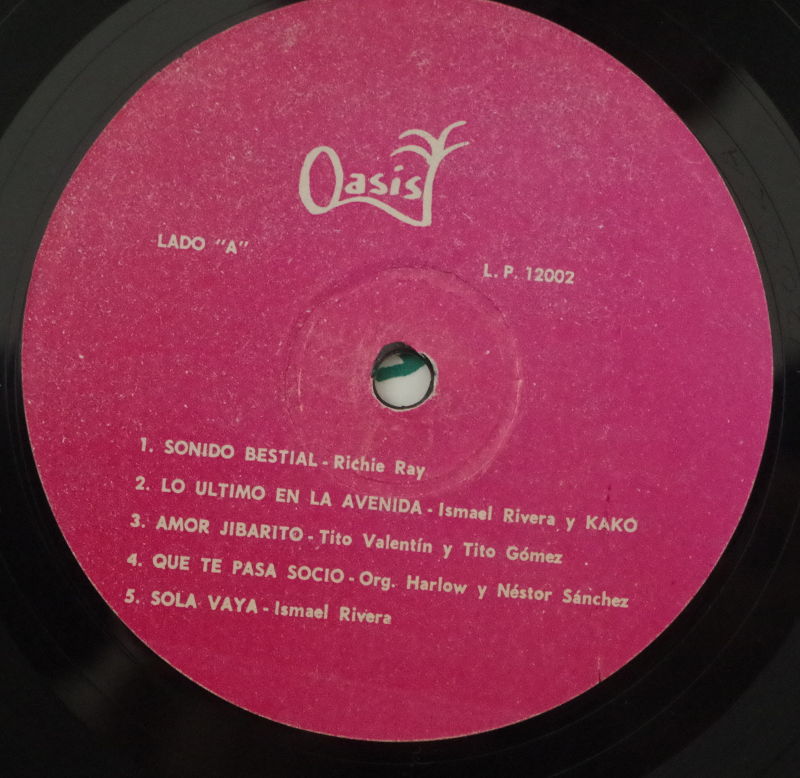 Oasis
LADO "A"
L. P. 12002
1. SONIDO BESTIAL - Richie Ray
2. LO ULTIMO EN LA AVENIDA - Ismael Rivera y KAKO
3. AMOR JIBARITO - Tito Valentín y Tito Gómez
4. QUE TE PASA SOCIO - Org. Harlow y Néstor Sánchez
5. SOLA VAYA - Ismael Rivera